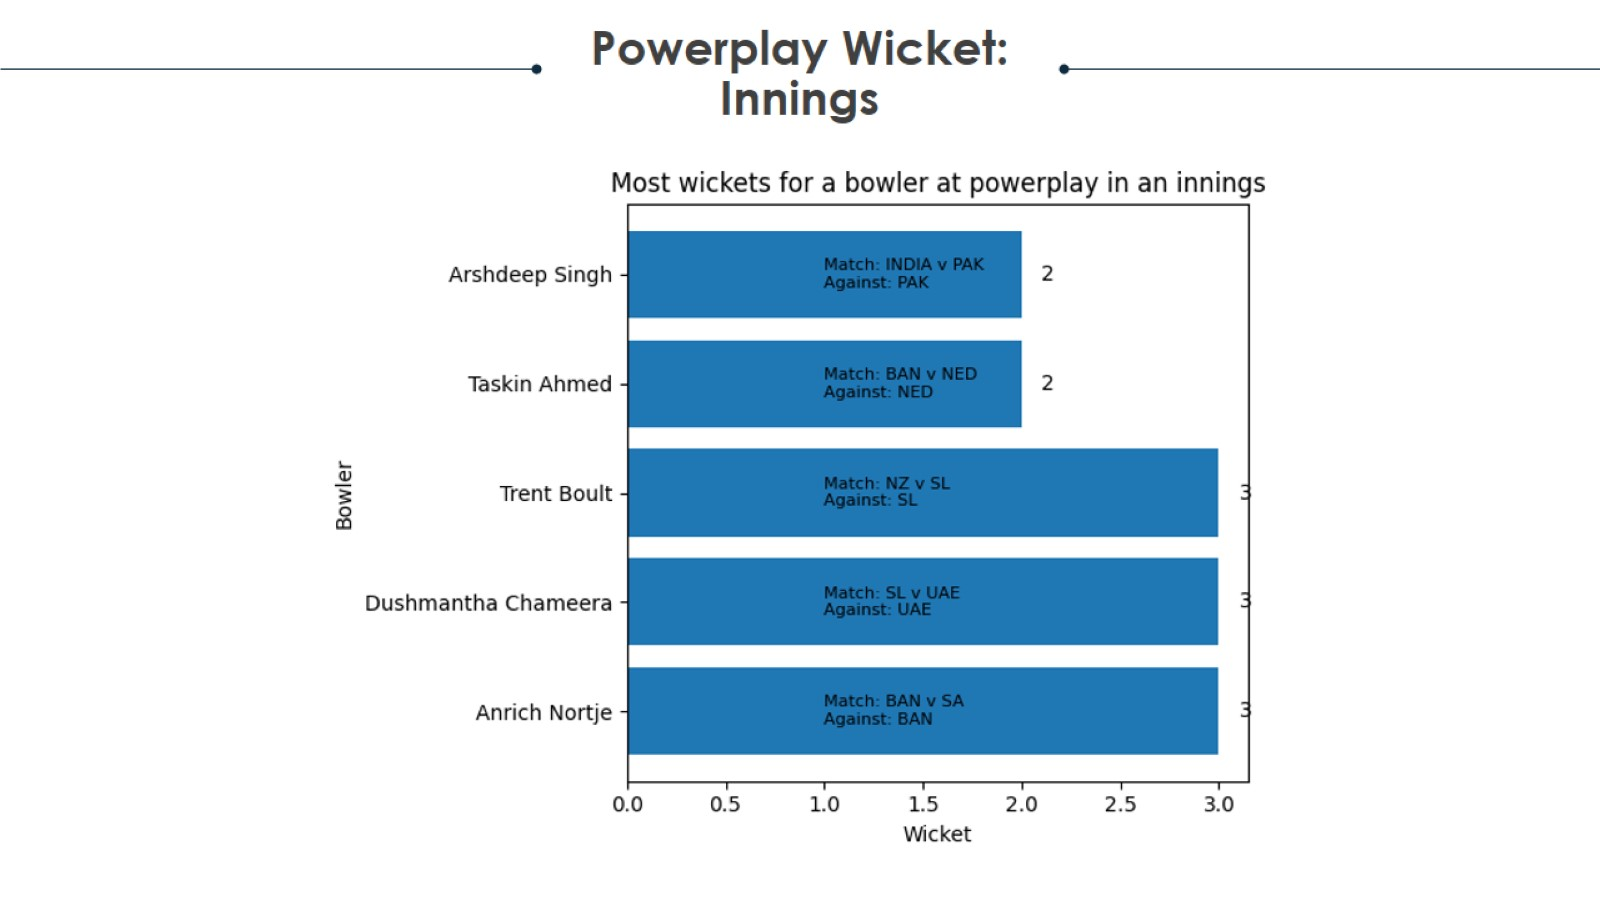 Powerplay Wicket:
Innings
Most wickets for a bowler at powerplay in an innings
Arshdeep Singh
Match: INDIA v PAK
Against: PAK
2
Taskin Ahmed
Match: BAN v NED
Against: NED
2
Bowler
Trent Boult
Match: NZ v SL
Against: SL
3
Dushmantha Chameera
Match: SL v UAE
Against: UAE
3
Anrich Nortje
Match: BAN v SA
Against: BAN
3
0.0 0.5 1.0 1.5 2.0 2.5 3.0
Wicket